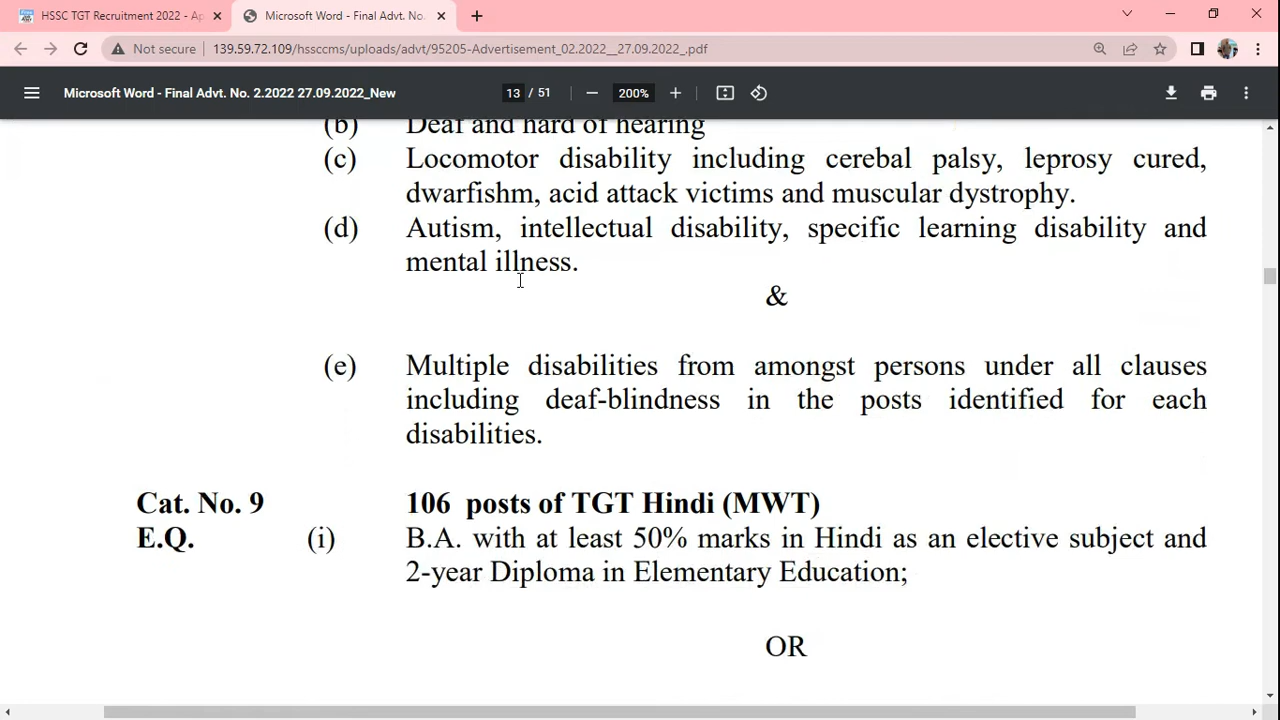 HSSC TGT Recruitment 2022 - Ap
Microsoft Word - Final Advt. No.
Not secure 139.59.72.109/hssccms/uploads/advt/95205-Advertisement_02.2022__27.09.2022_.pdf
Microsoft Word - Final Advt. No. 2.2022 27.09.2022_New 13 / 51 200%
(b) Deaf and hard of hearing
(c) Locomotor disability including cerebal palsy, leprosy cured,
dwarfishm, acid attack victims and muscular dystrophy.
(d) Autism, intellectual disability, specific learning disability and
mental illness.
&
(e) Multiple disabilities from amongst persons under all clauses
including deaf-blindness in the posts identified for each
disabilities.
Cat. No. 9 106 posts of TGT Hindi (MWT)
E.Q. (i) B.A. with at least 50% marks in Hindi as an elective subject and
2-year Diploma in Elementary Education;
OR